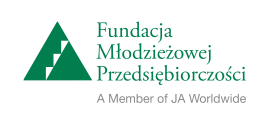 Fundacja
Młodzieżowej
Przedsiębiorczości
A Member of JA Worldwide